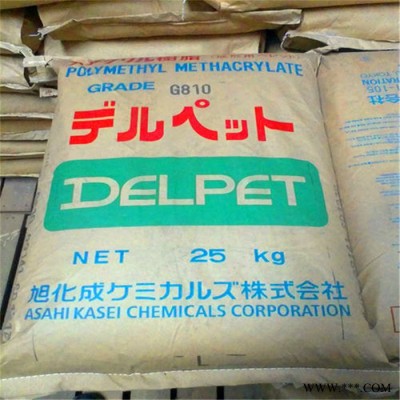 POLYMETHYL METHACRYLATE
GRADE G810
デルペット
DELPET
NET 25 kg
旭化成ケミカルズ株式会社
ASAHI KASEI CHEMICALS CORPORATION